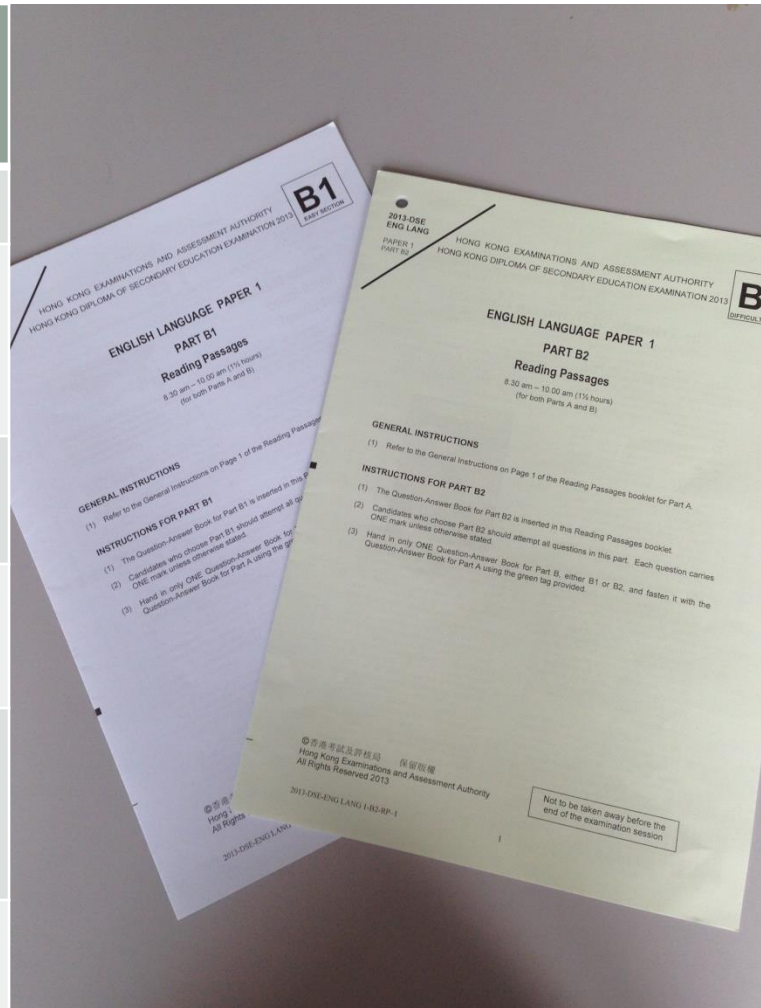 B1
EASY SECTION
HONG KONG EXAMINATIONS AND ASSESSMENT AUTHORITY
HONG KONG DIPLOMA OF SECONDARY EDUCATION EXAMINATION 2013
ENGLISH LANGUAGE PAPER 1
PART B1
Reading Passages
8.30 am – 10.00 am (1½ hours)
(for both Parts A and B)
GENERAL INSTRUCTIONS
(1) Refer to the General Instructions on Page 1 of the Reading Passages
INSTRUCTIONS FOR PART B1
(1) The Question-Answer Book for Part B1 is inserted in this
(2) Candidates who choose Part B1 should attempt all
ONE mark unless otherwise stated.
(3) Hand in only ONE Question-Answer Book for
Question-Answer Book for Part A using the
©香港
Hong
All Rights
2013-DSE-ENG LANG
2013-DSE
ENG LANG
PAPER 1
PART B2
HONG KONG EXAMINATIONS AND ASSESSMENT AUTHORITY
HONG KONG DIPLOMA OF SECONDARY EDUCATION EXAMINATION 2013
B
DIFFICULT
ENGLISH LANGUAGE PAPER 1
PART B2
Reading Passages
8.30 am – 10.00 am (1½ hours)
(for both Parts A and B)
GENERAL INSTRUCTIONS
(1) Refer to the General Instructions on Page 1 of the Reading Passages booklet for Part A.
INSTRUCTIONS FOR PART B2
(1) The Question-Answer Book for Part B2 is inserted in this Reading Passages booklet.
(2) Candidates who choose Part B2 should attempt all questions in this part. Each question carries
ONE mark unless otherwise stated.
(3) Hand in only ONE Question-Answer Book for Part B, either B1 or B2, and fasten it with the
Question-Answer Book for Part A using the green tag provided.
©香港考試及評核局 保留版權
Hong Kong Examinations and Assessment Authority
All Rights Reserved 2013
2013-DSE-ENG LANG 1-B2-RP–1
1
Not to be taken away before the
end of the examination session